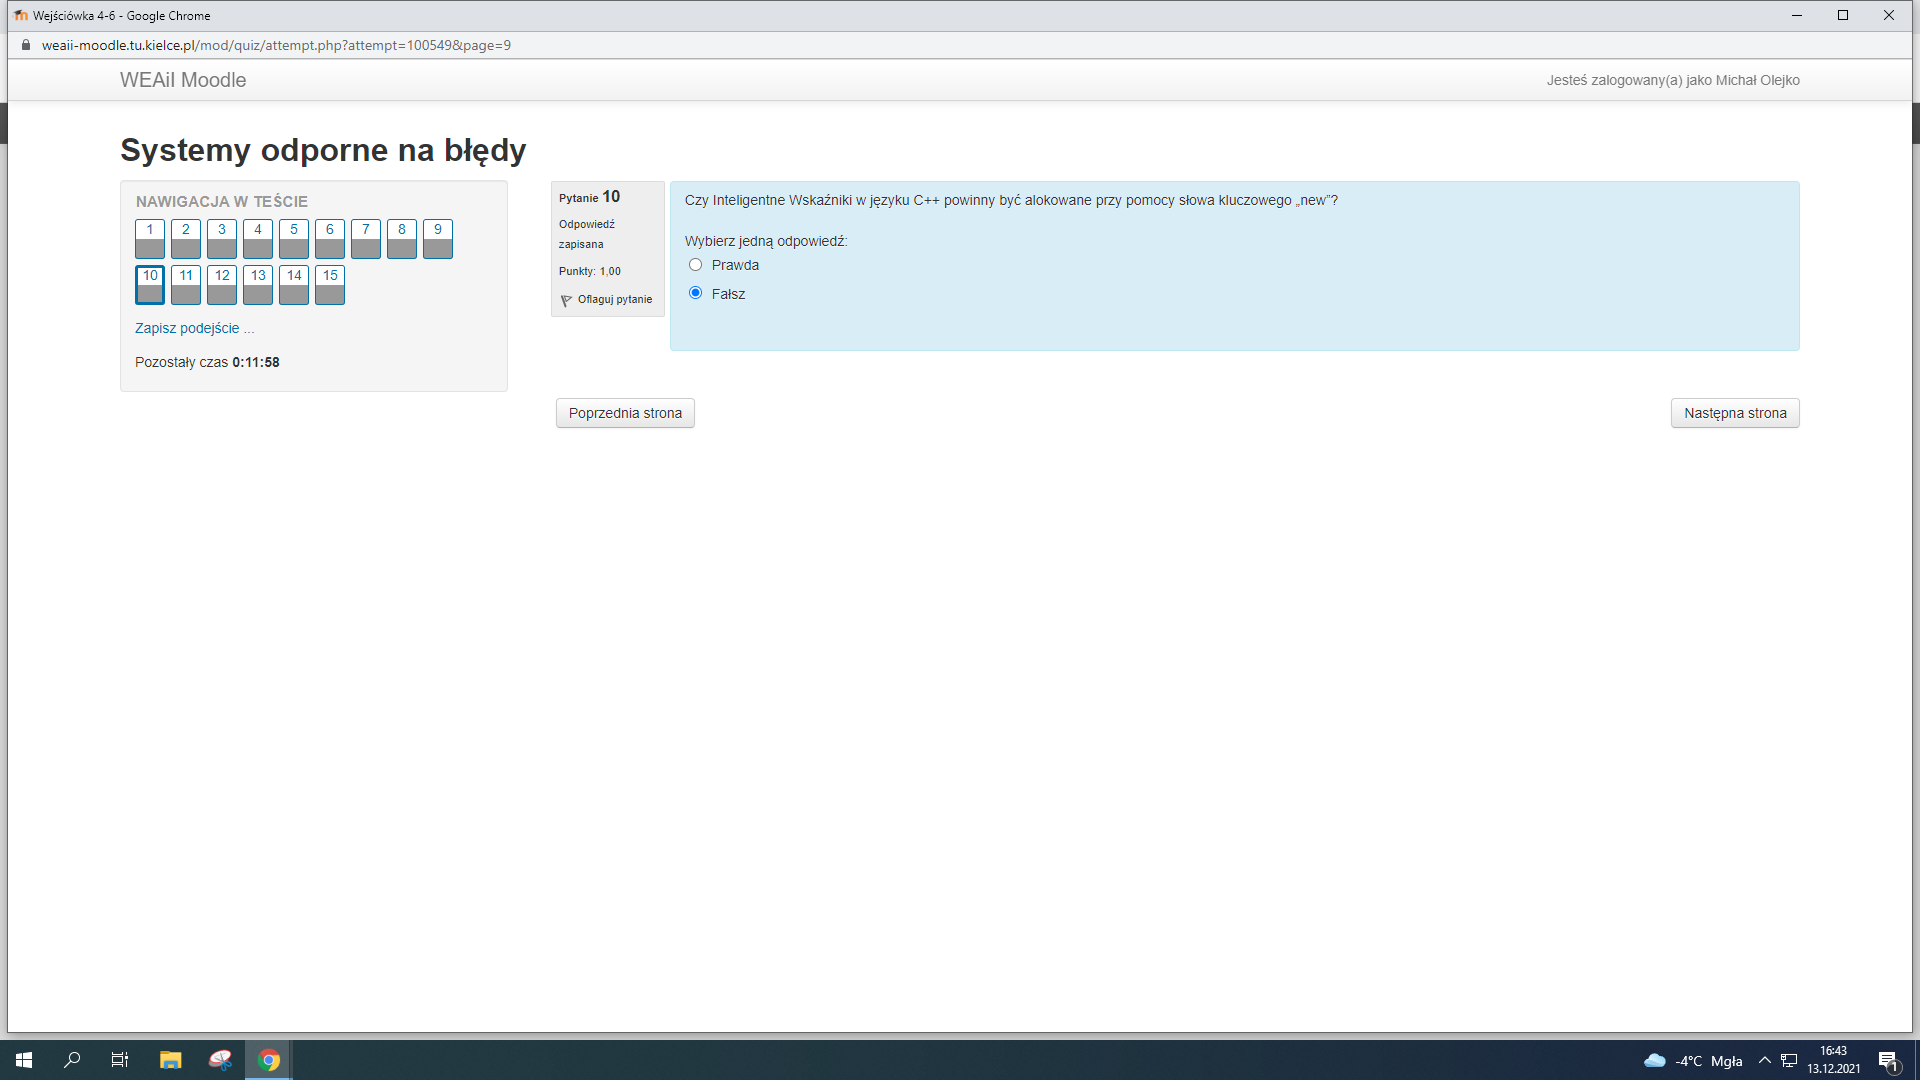 Wejściówka 4-6 - Google Chrome
weaii-moodle.tu.kielce.pl/mod/quiz/attempt.php?attempt=100549&page=9
WEAiI Moodle
Jesteś zalogowany(a) jako Michał Olejko
Systemy odporne na błędy
NAWIGACJA W TEŚCIE
1 2 3 4 5 6 7 8 9
10 11 12 13 14 15
Zapisz podejście ...
Pozostały czas 0:11:58
Pytanie 10
Odpowiedź
zapisana
Punkty: 1,00
Oflaguj pytanie
Czy Inteligentne Wskaźniki w języku C++ powinny być alokowane przy pomocy słowa kluczowego „new”?
Wybierz jedną odpowiedź:
Prawda
Fałsz
Poprzednia strona
Następna strona
-4°C Mgła
16:43
13.12.2021
1